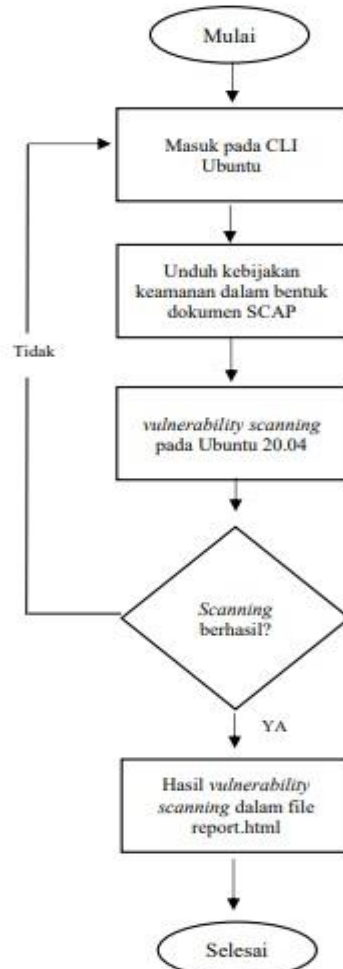 Mulai
Masuk pada CLI
Ubuntu
Unduh kebijakan
keamanan dalam bentuk
dokumen SCAP
Tidak
vulnerability scanning
pada Ubuntu 20.04
Scanning
berhasil?
YA
Hasil vulnerability
scanning dalam file
report.html
Selesai